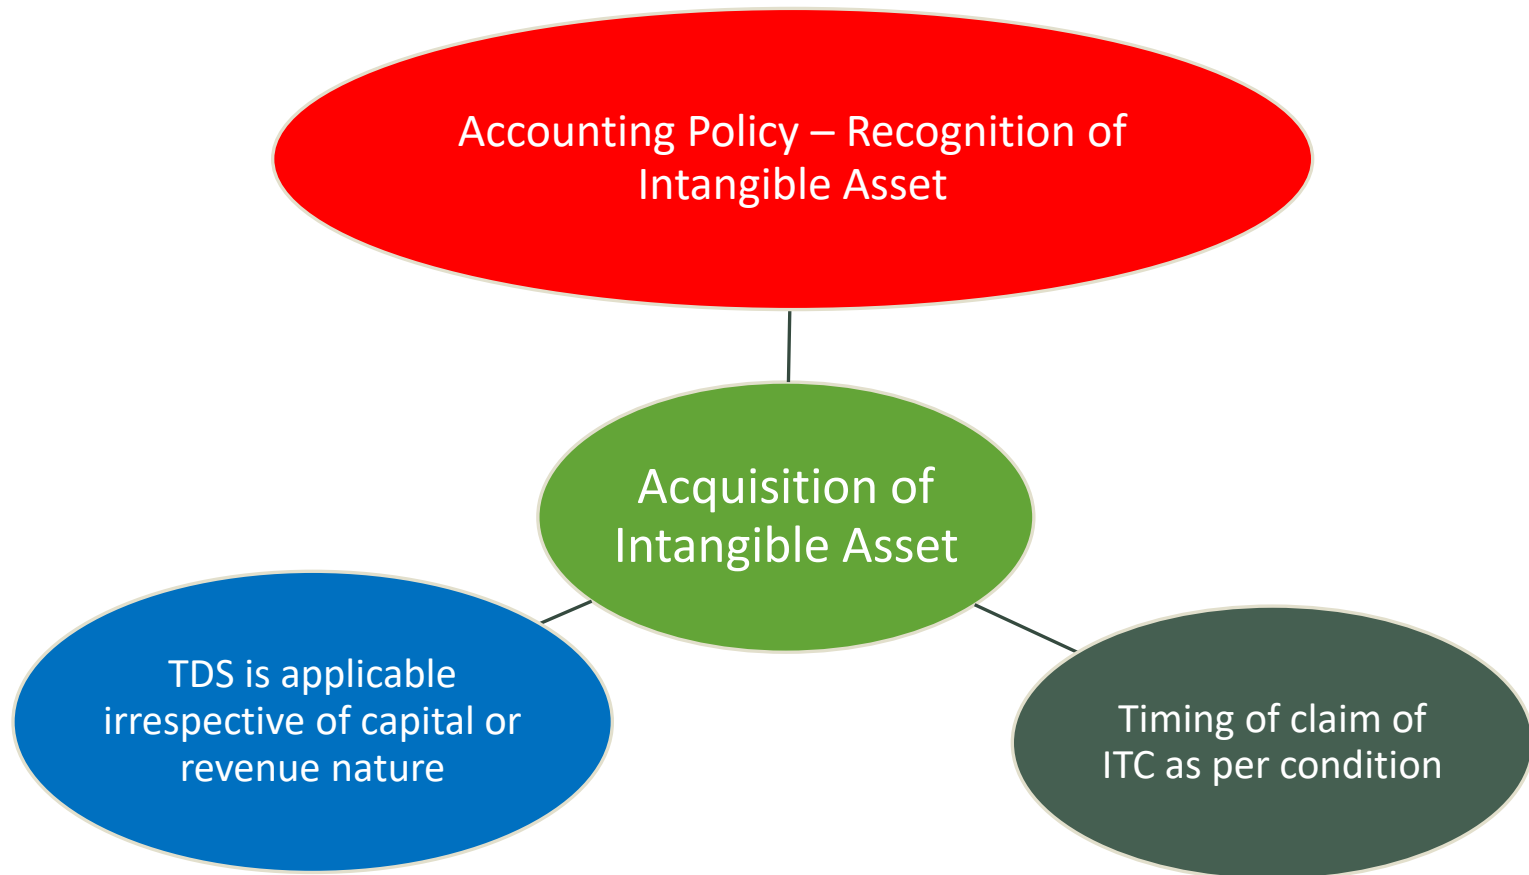 Accounting Policy – Recognition of
Intangible Asset
Acquisition of
Intangible Asset
TDS is applicable
irrespective of capital or
revenue nature
Timing of claim of
ITC as per condition